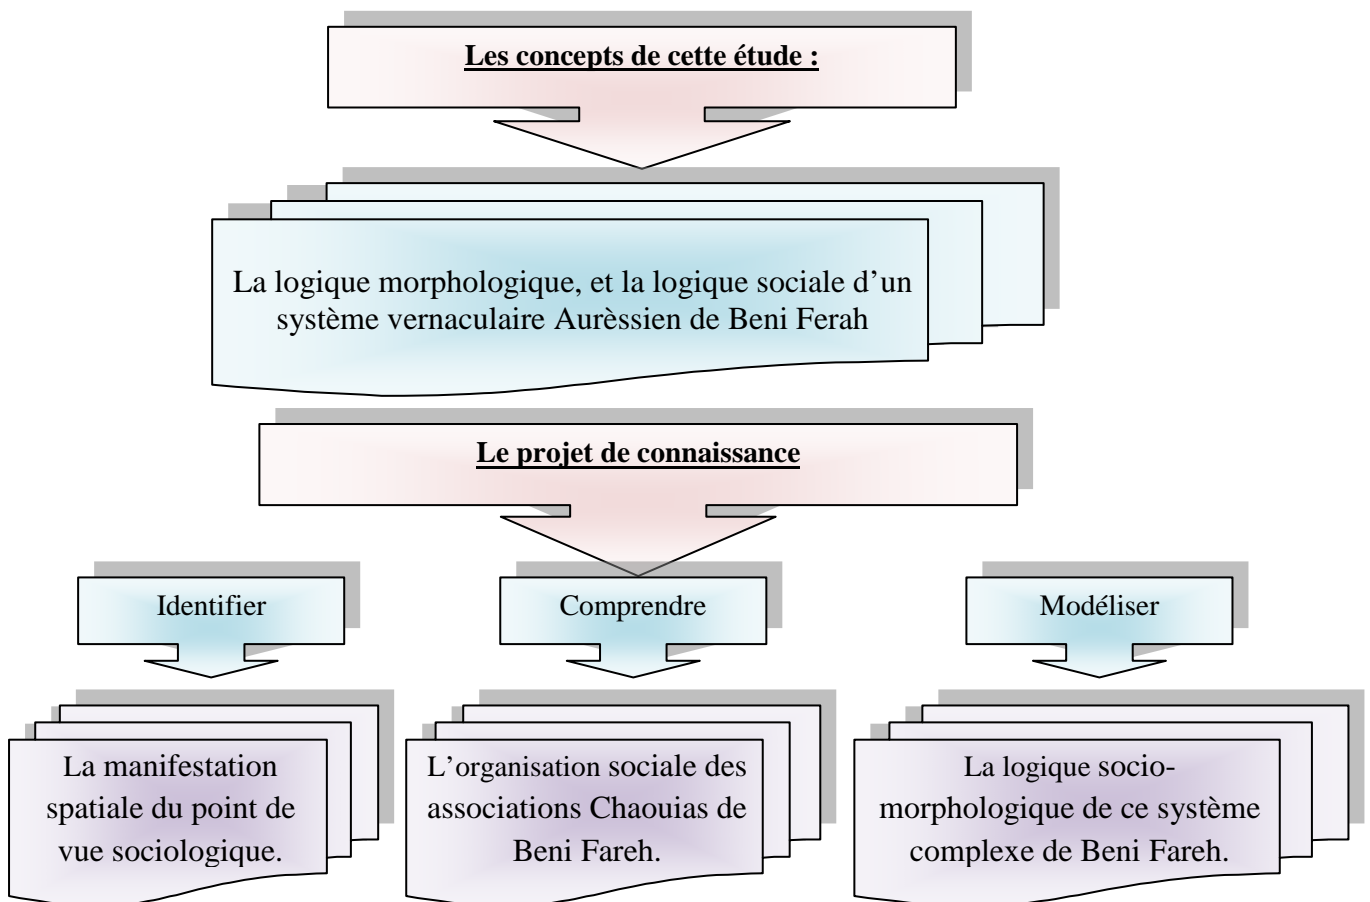 Les concepts de cette étude :
La logique morphologique, et la logique sociale d’un
système vernaculaire Aurèssien de Beni Ferah
Le projet de connaissance
Identifier
Comprendre
Modéliser
La manifestation
spatiale du point de
vue sociologique.
L’organisation sociale des
associations Chaouias de
Beni Fareh.
La logique socio-
morphologique de ce système
complexe de Beni Fareh.